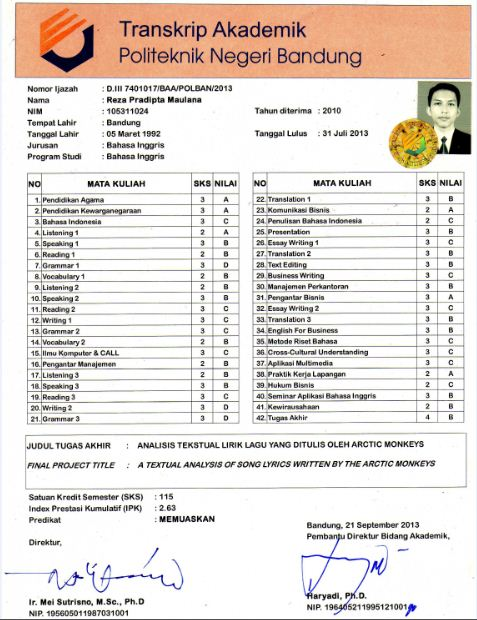 Transkrip Akademik
Politeknik Negeri Bandung
Nomor Ijazah : D.III 7401017/BAA/POLBAN/2013
Nama : Reza Pradipta Maulana
NIM : 105311024
Tahun diterima : 2010
Tempat Lahir : Bandung
Tanggal Lahir : 05 Maret 1992
Tanggal Lulus : 31 Juli 2013
Jurusan : Bahasa Inggris
Program Studi : Bahasa Inggris
NO MATA KULIAH SKS NILAI
1. Pendidikan Agama 3 A
2. Pendidikan Kewarganegaraan 3 A
3. Bahasa Indonesia 3 C
4. Listening 1 2 A
5. Speaking 1 3 B
6. Reading 1 2 B
7. Grammar 1 3 D
8. Vocabulary 1 2 B
9. Listening 2 2 B
10. Speaking 2 3 B
11. Reading 2 3 C
12. Writing 1 3 C
13. Grammar 2 3 C
14. Vocabulary 2 2 B
15. Ilmu Komputer & CALL 3 C
16. Pengantar Manajemen 2 B
17. Listening 3 2 B
18. Speaking 3 3 B
19. Reading 3 3 C
20. Writing 2 3 D
21. Grammar 3 3 D
NO MATA KULIAH SKS NILAI
22. Translation 1 3 B
23. Komunikasi Bisnis 2 A
24. Penulisan Bahasa Indonesia 2 C
25. Presentation 3 B
26. Essay Writing 1 3 C
27. Translation 2 3 B
28. Text Editing 3 B
29. Business Writing 3 C
30. Manajemen Perkantoran 3 B
31. Pengantar Bisnis 3 A
32. Essay Writing 2 3 C
33. Translation 3 3 B
34. English For Business 3 B
35. Metode Riset Bahasa 3 C
36. Cross-Cultural Understanding 3 C
37. Aplikasi Multimedia 3 C
38. Praktik Kerja Lapangan 2 A
39. Hukum Bisnis 2 C
40. Seminar Aplikasi Bahasa Inggris 3 B
41. Kewirausahaan 2 B
42. Tugas Akhir 4 B
JUDUL TUGAS AKHIR : ANALISIS TEKSTUAL LIRIK LAGU YANG DITULIS OLEH ARCTIC MONKEYS
FINAL PROJECT TITLE : A TEXTUAL ANALYSIS OF SONG LYRICS WRITTEN BY THE ARCTIC MONKEYS
Satuan Kredit Semester (SKS) : 115
Index Prestasi Kumulatif (IPK) : 2.63
Predikat : MEMUASKAN
Bandung, 21 September 2013
Pembantu Direktur Bidang Akademik,
Direktur,
Ir. Mei Sutrisno, M.Sc., Ph.D
NIP. 195605011987031001
Haryadi, Ph.D.
NIP. 196405211995121001